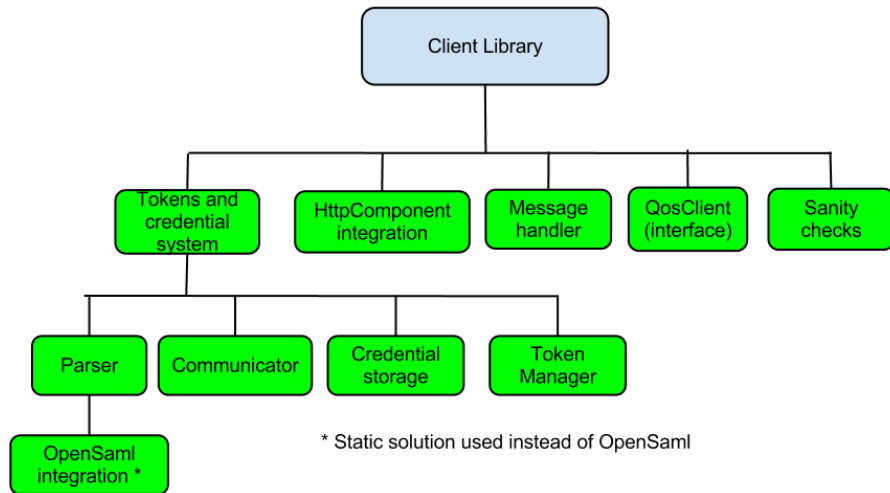 Client Library
Tokens and
credential
system
HttpComponent
integration
Message
handler
QosClient
(interface)
Sanity
checks
Parser
Communicator
Credential
storage
Token
Manager
OpenSaml
integration *
* Static solution used instead of OpenSaml